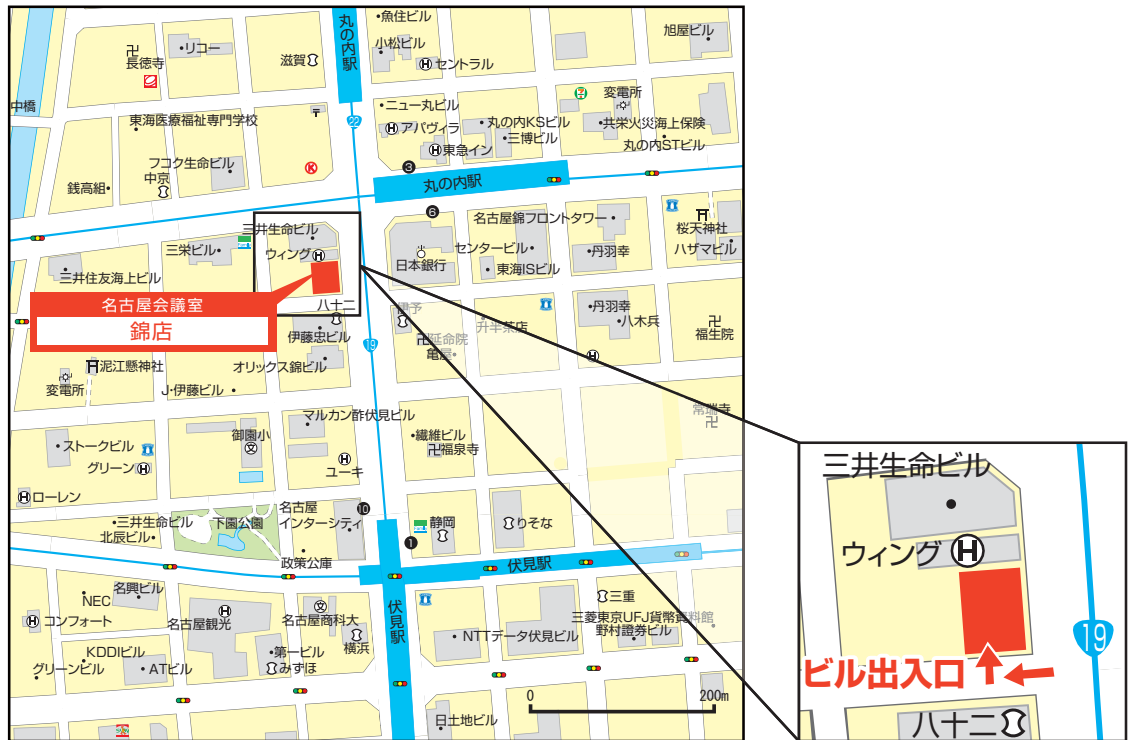 丸の内駅
魚住ビル
小松ビル
セントラル
旭屋ビル
長徳寺
リコー
滋賀
中橋
東海医療福祉専門学校
22
ニュー丸ビル
アパヴィラ
東急イン
丸の内KSビル
三博ビル
変電所
共栄火災海上保険
丸の内STビル
フコク生命ビル
中京
銭高組
3
丸の内駅
6
三井生命ビル
三栄ビル
ウィング
日本銀行
名古屋錦フロントタワー
センタービル
東海ISビル
丹羽幸
桜天神社
ハザマビル
三井住友海上ビル
名古屋会議室
錦店
八十二
伊藤忠ビル
19
伊予
延命院
亀屋
升半茶店
丹羽幸
八木兵
福生院
泥江縣神社
変電所
オリックス錦ビル
J・伊藤ビル
マルカン酢伏見ビル
常瑞寺
ストークビル
グリーン
御園小
ユーキ
繊維ビル
福泉寺
ローレン
三井生命ビル
北辰ビル
下園公園
名古屋
インターシティ
10
政策公庫
1
静岡
りそな
伏見駅
NEC
名興ビル
コンフォート
名古屋観光
名古屋商科大
横浜
伏見駅
三重
三菱東京UFJ貨幣資料館
野村證券ビル
NTTデータ伏見ビル
KDDIビル
グリーンビル
ATビル
第一ビル
みずほ
日土地ビル
0
200m
三井生命ビル
ウィング
H
19
ビル出入口
八十二